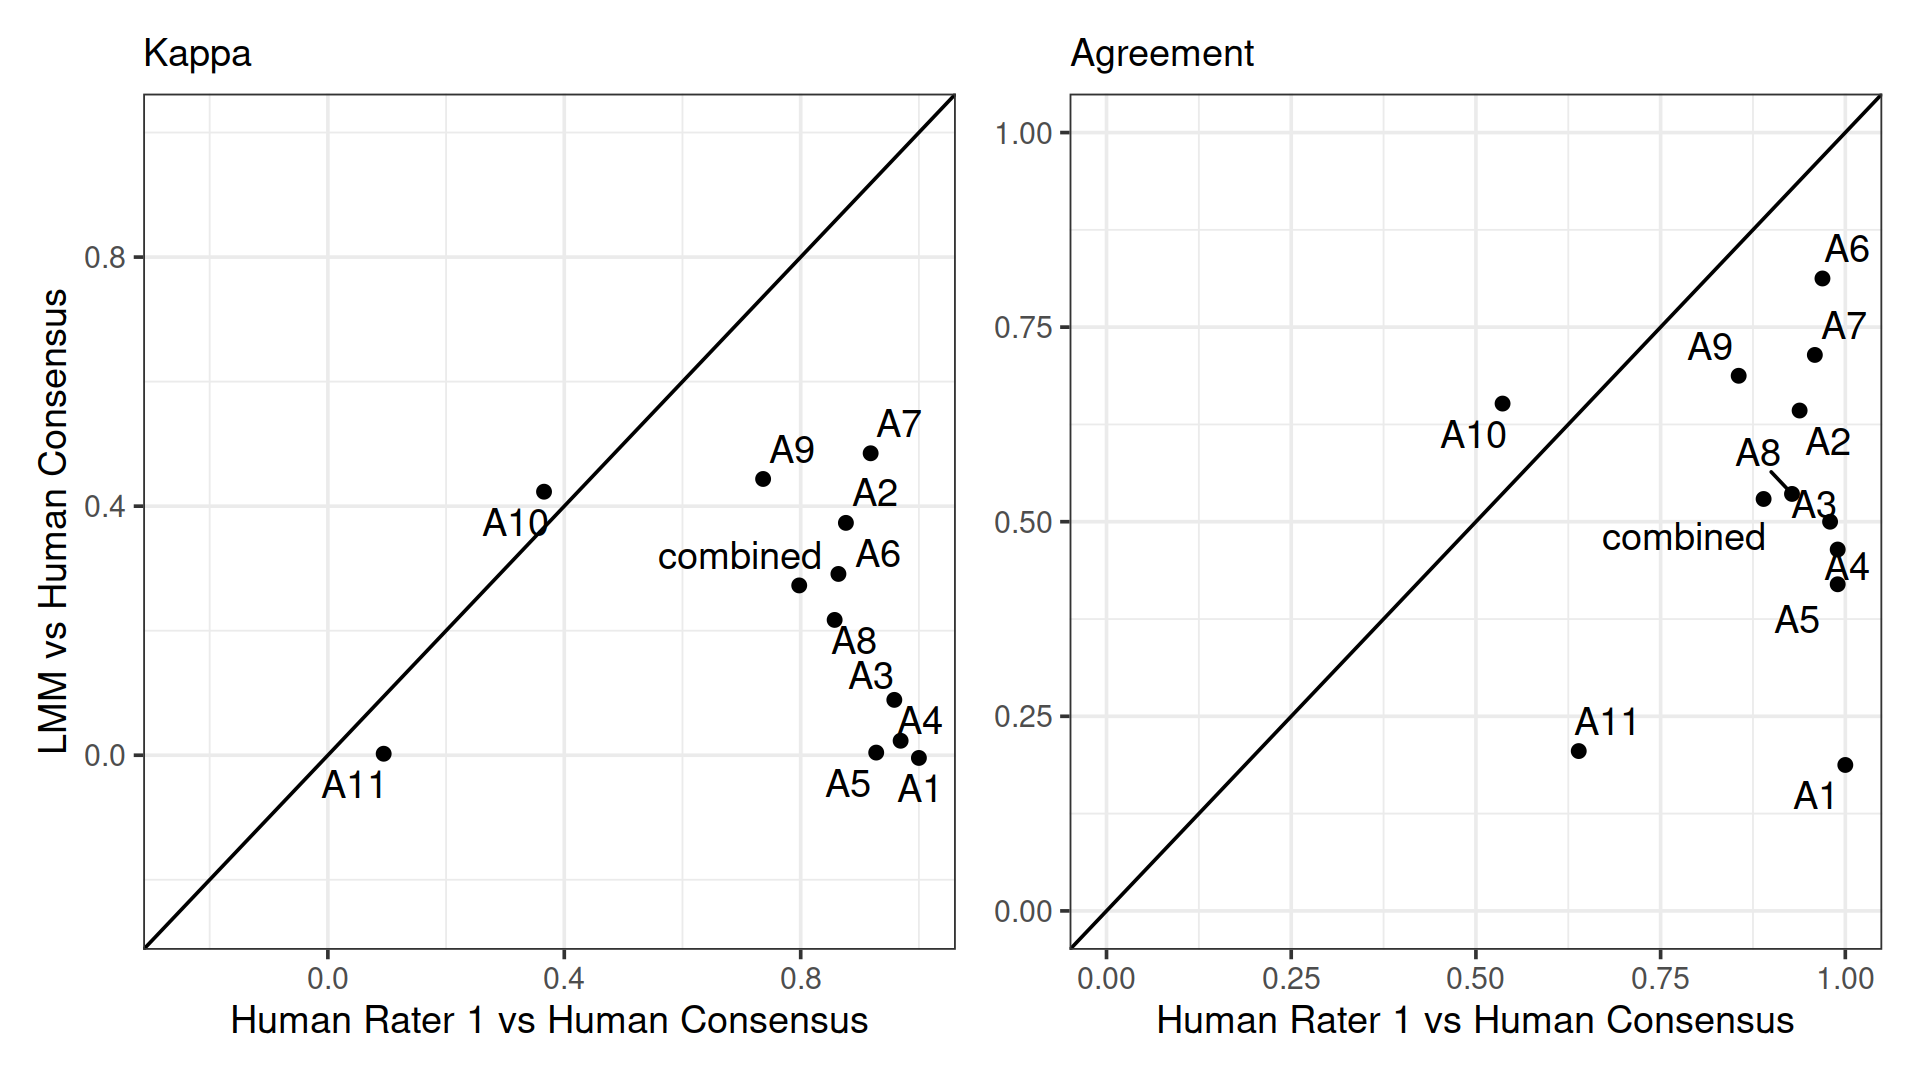 Kappa
LMM vs Human Consensus
0.8
0.4
0.0
A7
A9
A2
A10
A6
combined
A8
A3
A4
A11
A5
A1
0.0
0.4
0.8
Human Rater 1 vs Human Consensus
Agreement
1.00
0.75
0.50
0.25
0.00
A6
A7
A9
A10
A2
A8
A3
combined
A4
A5
A11
A1
0.00
0.25
0.50
0.75
1.00
Human Rater 1 vs Human Consensus